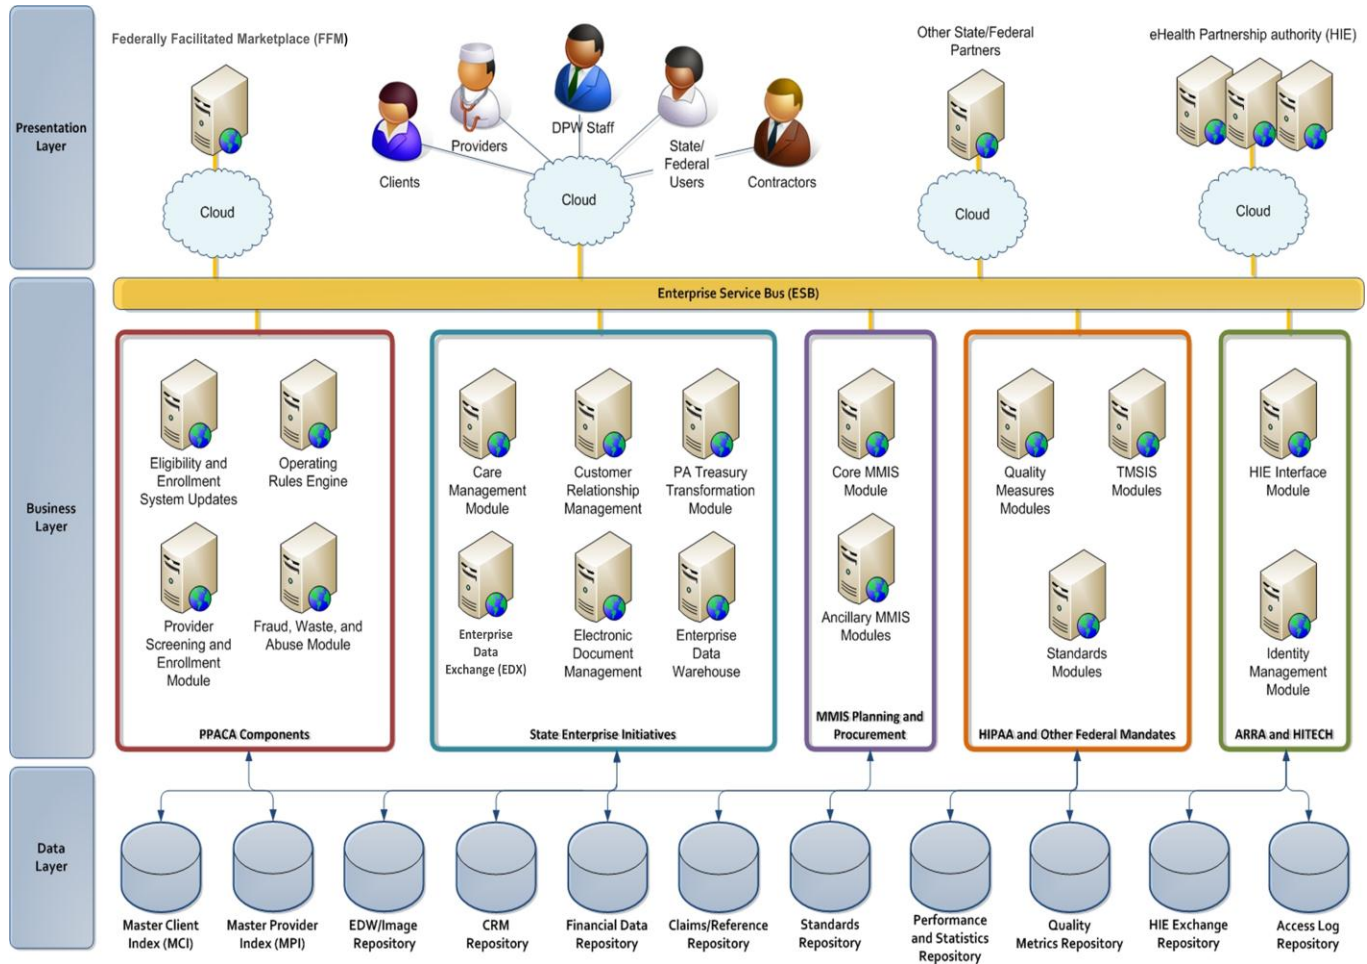 Presentation
Layer
Federally Facilitated Marketplace (FFM)
Cloud
Clients
Providers
DPW Staff
State/
Federal
Users
Contractors
Cloud
Other State/Federal
Partners
Cloud
eHealth Partnership authority (HIE)
Cloud
Business
Layer
Enterprise Service Bus (ESB)
Eligibility and
Enrollment
System Updates
Operating
Rules Engine
Provider
Screening and
Enrollment
Module
Fraud, Waste, and
Abuse Module
PPACA Components
Care
Management
Module
Customer
Relationship
Management
PA Treasury
Transformation
Module
Enterprise
Data
Exchange (EDX)
Electronic
Document
Management
Enterprise
Data
Warehouse
State Enterprise Initiatives
Core MMIS
Module
Ancillary MMIS
Modules
MMIS Planning and
Procurement
Quality
Measures
Modules
TMSIS
Modules
Standards
Modules
HIPAA and Other Federal Mandates
HIE Interface
Module
Identity
Management
Module
ARRA and HITECH
Data
Layer
Master Client
Index (MCI)
Master Provider
Index (MPI)
EDW/Image
Repository
CRM
Repository
Financial Data
Repository
Claims/Reference
Repository
Standards
Repository
Performance
and Statistics
Repository
Quality
Metrics Repository
HIE Exchange
Repository
Access Log
Repository